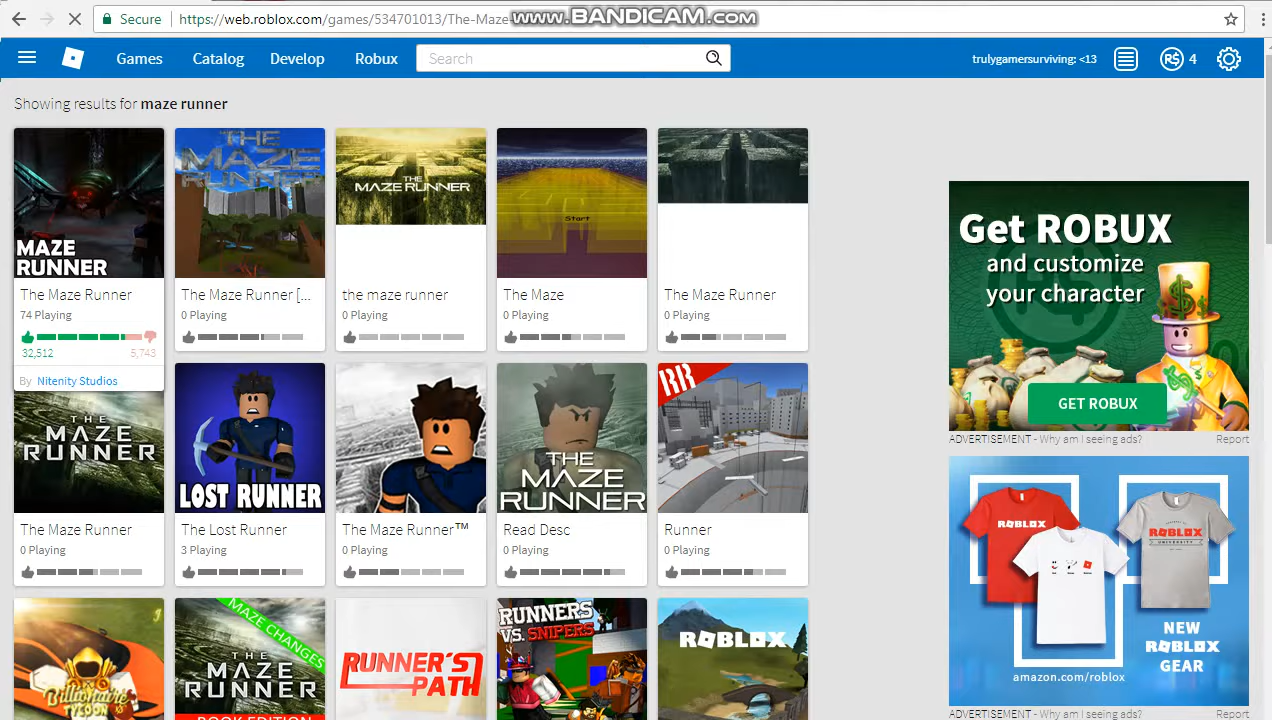 Secure
https://web.roblox.com/games/534701013/The-Maze
www.BANDICAM.com
Games
Catalog
Develop
Robux
Search
trulygamersurviving: <13
R$ 4
Showing results for maze runner
MAZE
RUNNER
The Maze Runner
74 Playing
32,512
5,743
By Nitenity Studios
THE
MAZE
RUNNER
The Maze Runner [...
0 Playing
THE
MAZE RUNNER
the maze runner
0 Playing
Start
The Maze
0 Playing
The Maze Runner
0 Playing
THE
MAZE
RUNNER
The Maze Runner
0 Playing
LOST RUNNER
The Lost Runner
3 Playing
The Maze Runner™
0 Playing
THE
MAZE
RUNNER
Read Desc
0 Playing
RR
Runner
0 Playing
Billionaire
Tycoon
MAZE CHANGES
THE
MAZE
RUNNER
BOOK EDITION
RUNNER'S
PATH
RUNNERS
VS. SNIPERS
ROBLOX
Get ROBUX
and customize
your character
GET ROBUX
ADVERTISEMENT - Why am I seeing ads?
Report
ROBLOX
ROBLOX
UNIVERSITY
NEW
ROBLOX
GEAR
amazon.com/roblox
ADVERTISEMENT - Why am I seeing ads?
Report